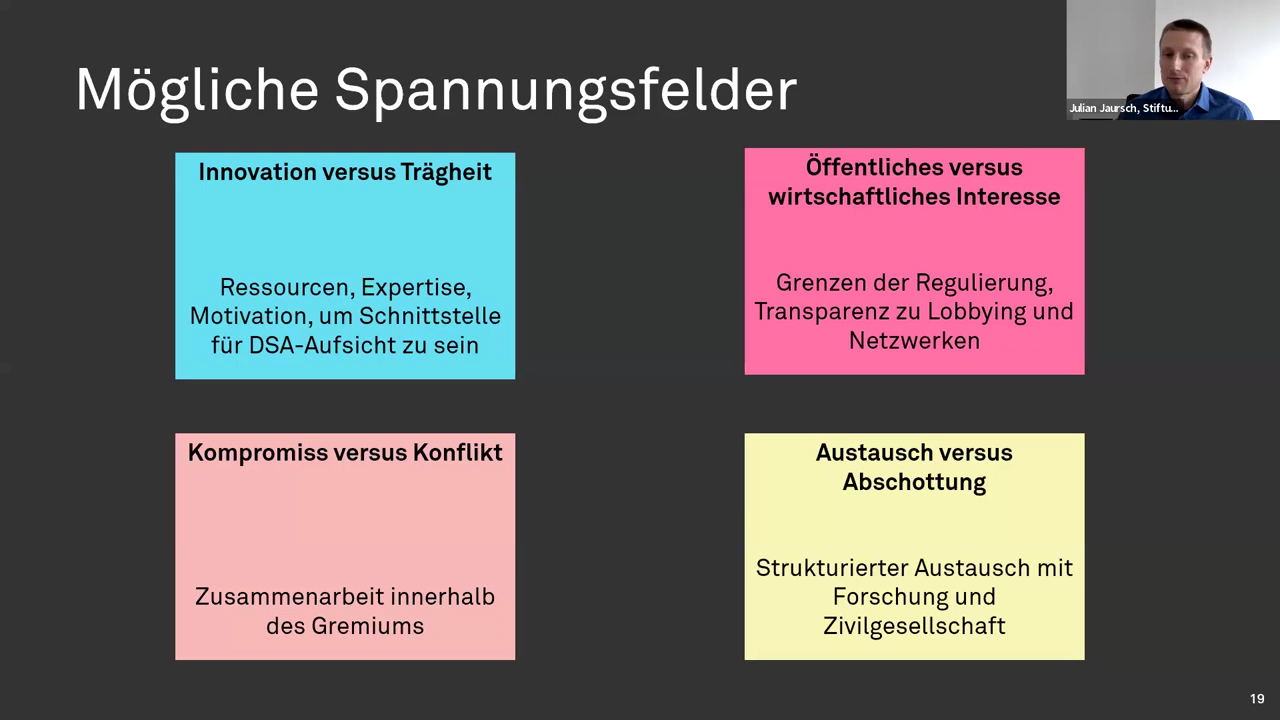 Mögliche Spannungsfelder
Julian Jaursch, Stiftu...
Innovation versus Trägheit
Ressourcen, Expertise,
Motivation, um Schnittstelle
für DSA-Aufsicht zu sein
Öffentliches versus
wirtschaftliches Interesse
Grenzen der Regulierung,
Transparenz zu Lobbying und
Netzwerken
Kompromiss versus Konflikt
Zusammenarbeit innerhalb
des Gremiums
Austausch versus
Abschottung
Strukturierter Austausch mit
Forschung und
Zivilgesellschaft
19